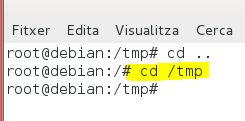 Fitxer Edita Visualitza Cerca
root@debian:/tmp# cd ..
root@debian:/# cd /tmp
root@debian:/tmp#